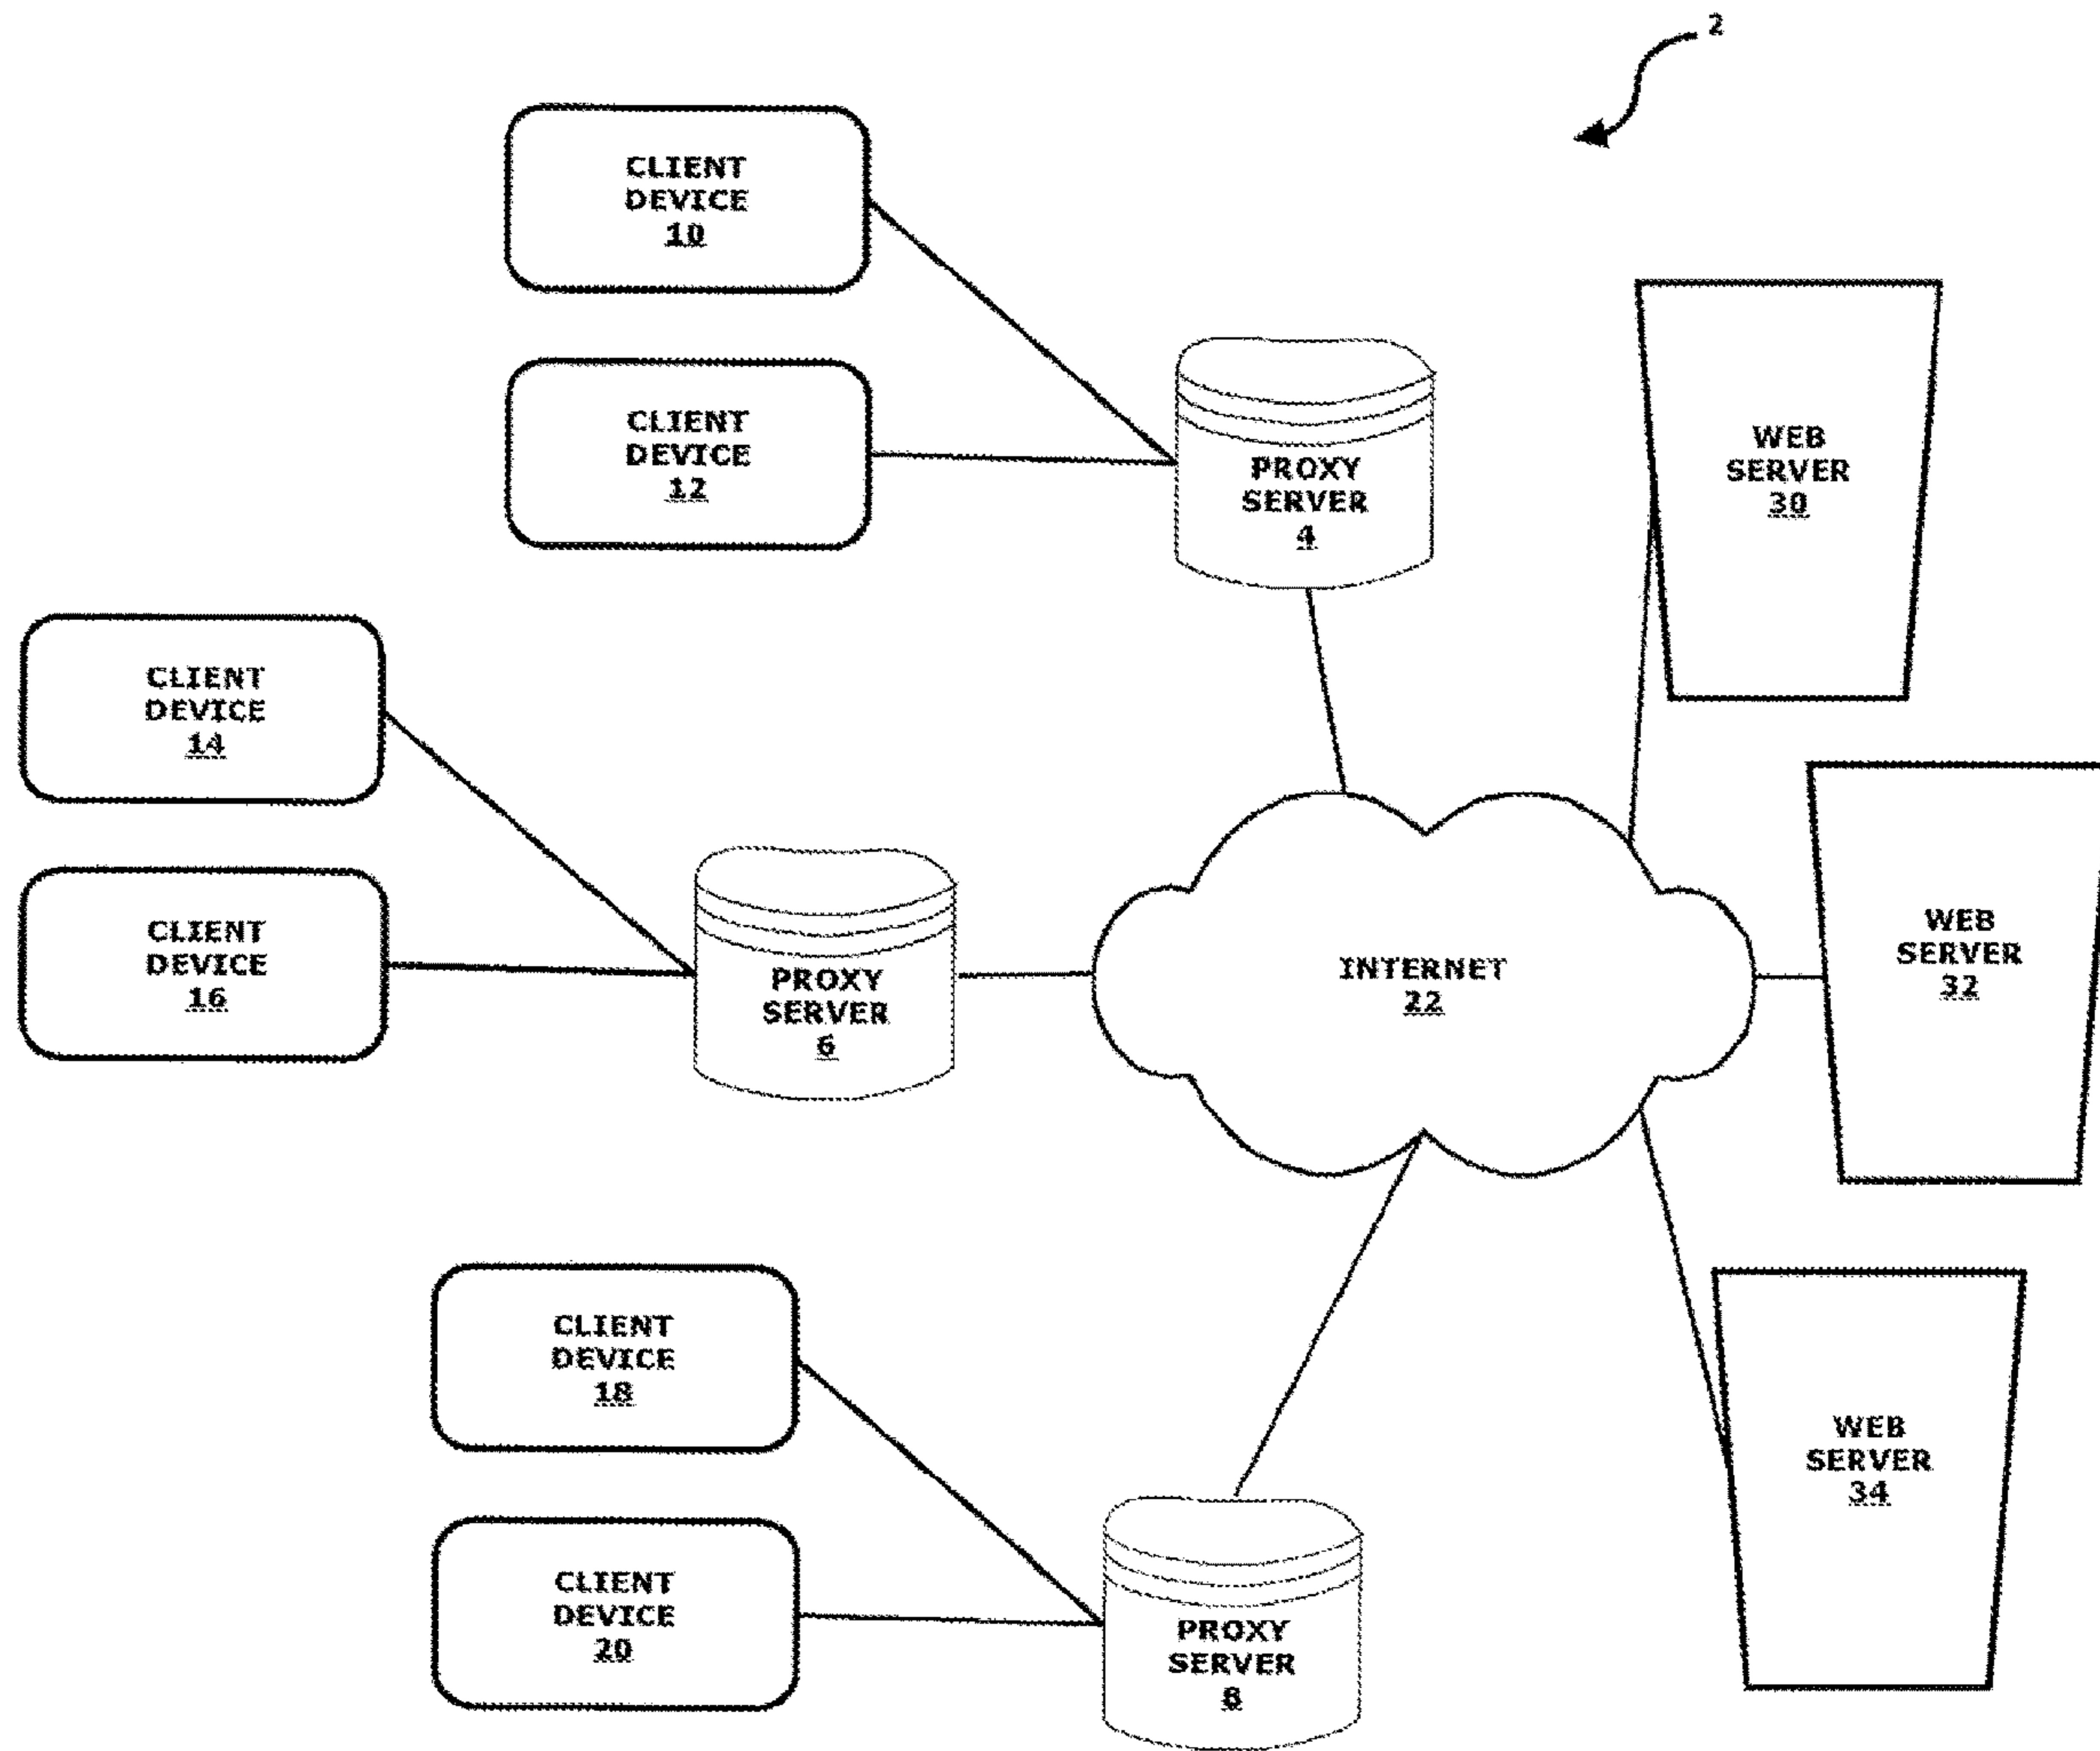 2
CLIENT
DEVICE
10
CLIENT
DEVICE
12
PROXY
SERVER
4
WEB
SERVER
30
CLIENT
DEVICE
14
CLIENT
DEVICE
16
PROXY
SERVER
6
INTERNET
22
WEB
SERVER
32
CLIENT
DEVICE
18
CLIENT
DEVICE
20
PROXY
SERVER
8
WEB
SERVER
34